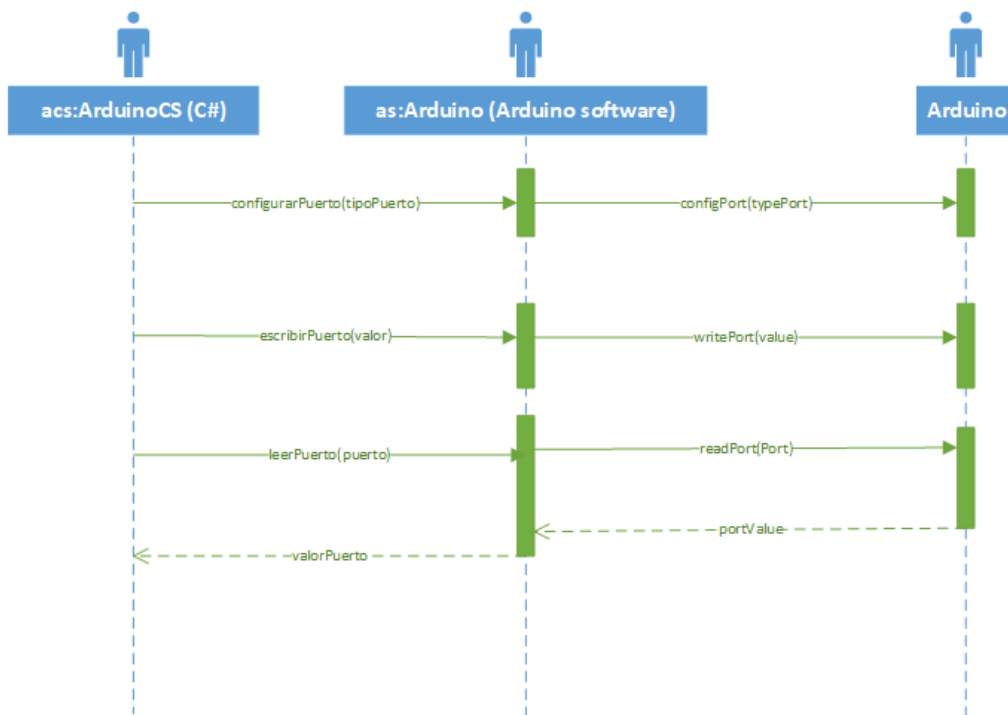 acs:ArduinoCS (C#)
as:Arduino (Arduino software)
Arduino
configurarPuerto(tipoPuerto)
configPort(typePort)
escribirPuerto(valor)
writePort(value)
leerPuerto(puerto)
readPort(Port)
portValue
valorPuerto